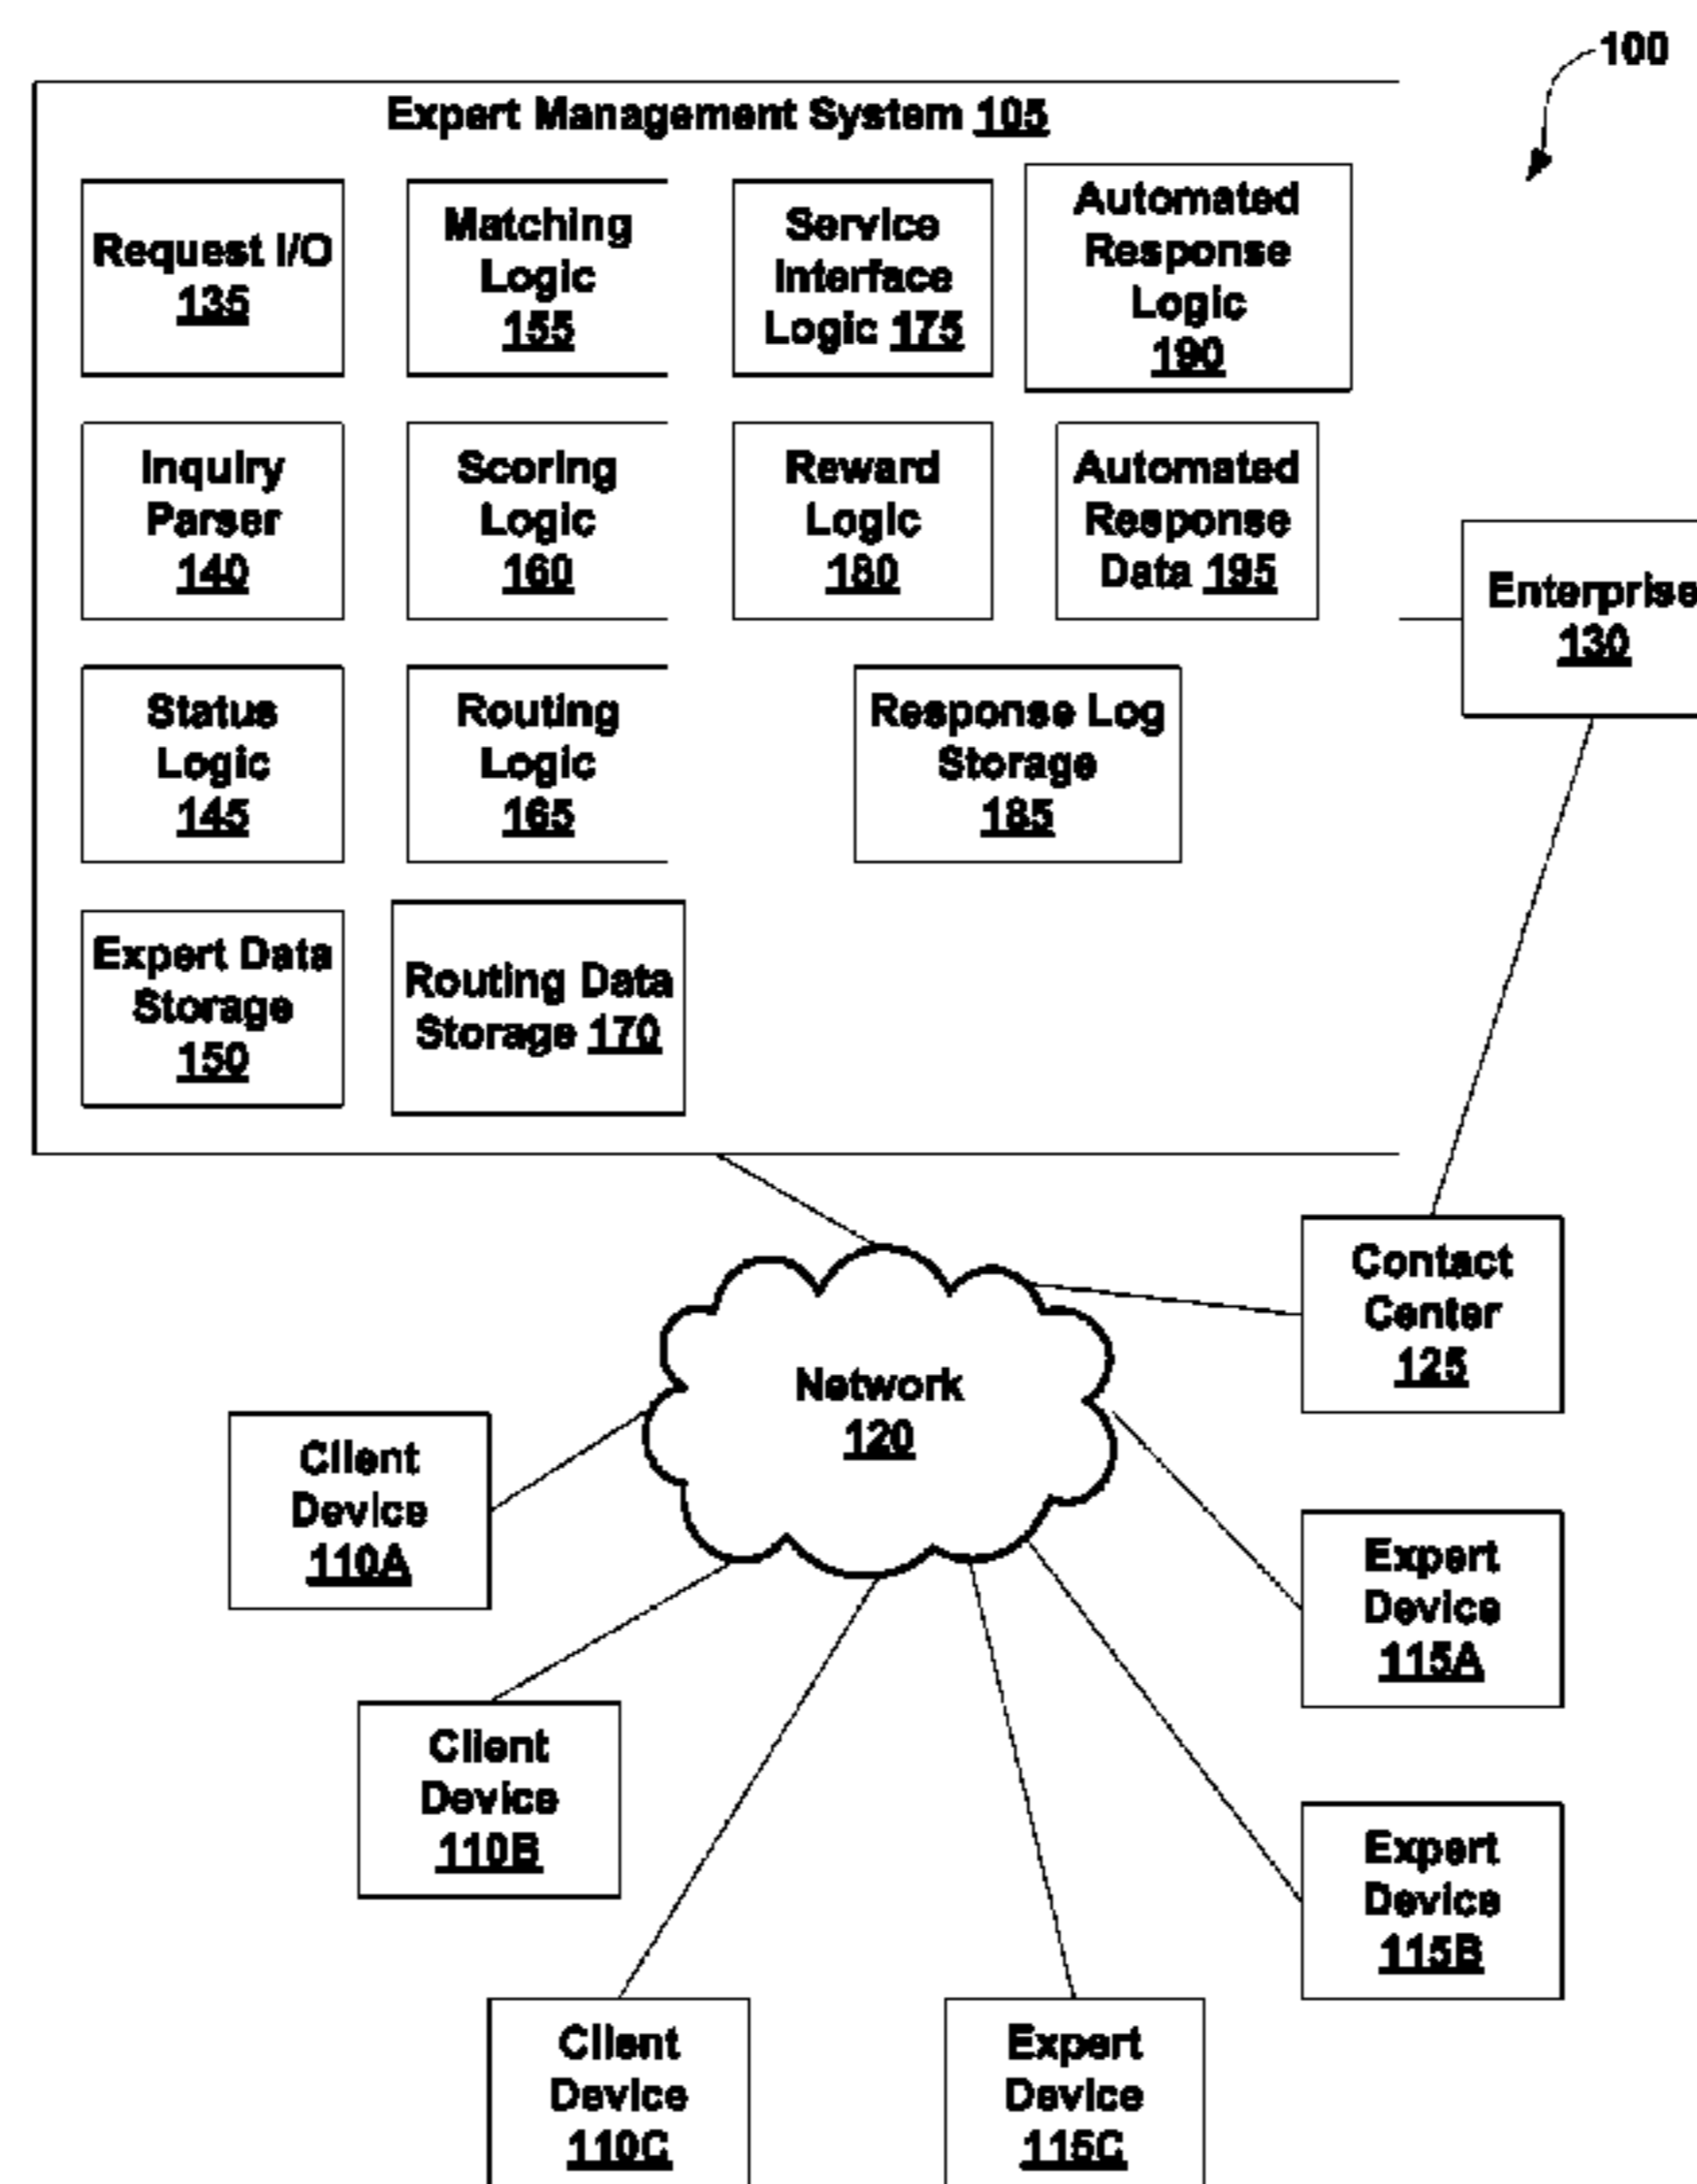 100
Expert Management System 105
Request I/O
135
Matching
Logic
155
Service
Interface
Logic 175
Automated
Response
Logic
190
Inquiry
Parser
140
Scoring
Logic
160
Reward
Logic
180
Automated
Response
Data 195
Enterprise
130
Status
Logic
145
Routing
Logic
165
Response Log
Storage
185
Expert Data
Storage
150
Routing Data
Storage 170
Contact
Center
125
Network
120
Client
Device
110A
Expert
Device
115A
Client
Device
110B
Expert
Device
115B
Client
Device
110C
Expert
Device
115C